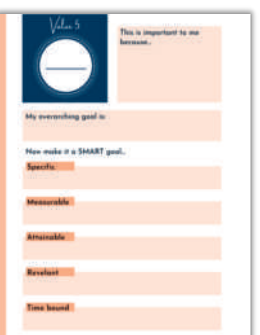 Value 5
This is important to me
because..
My overarching goal is:
Now make it a SMART goal..
Specific
Measurable
Attainable
Revelant
Time bound